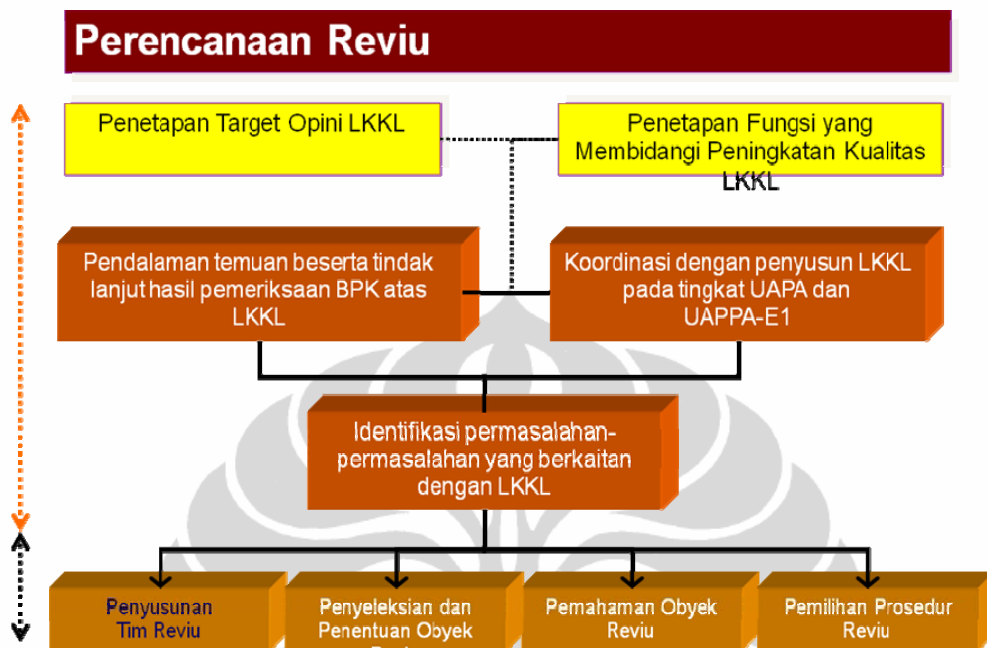 Perencanaan Reviu
Penetapan Target Opini LKKL
Penetapan Fungsi yang
Membidangi Peningkatan Kualitas
LKKL
Pendalaman temuan beserta tindak
lanjut hasil pemeriksaan BPK atas
LKKL
Koordinasi dengan penyusun LKKL
pada tingkat UAPA dan
UAPPA-E1
Identifikasi permasalahan-
permasalahan yang berkaitan
dengan LKKL
Penyusunan
Tim Reviu
Penyeleksian dan
Penentuan Obyek
Pemahaman Obyek
Reviu
Pemilihan Prosedur
Reviu